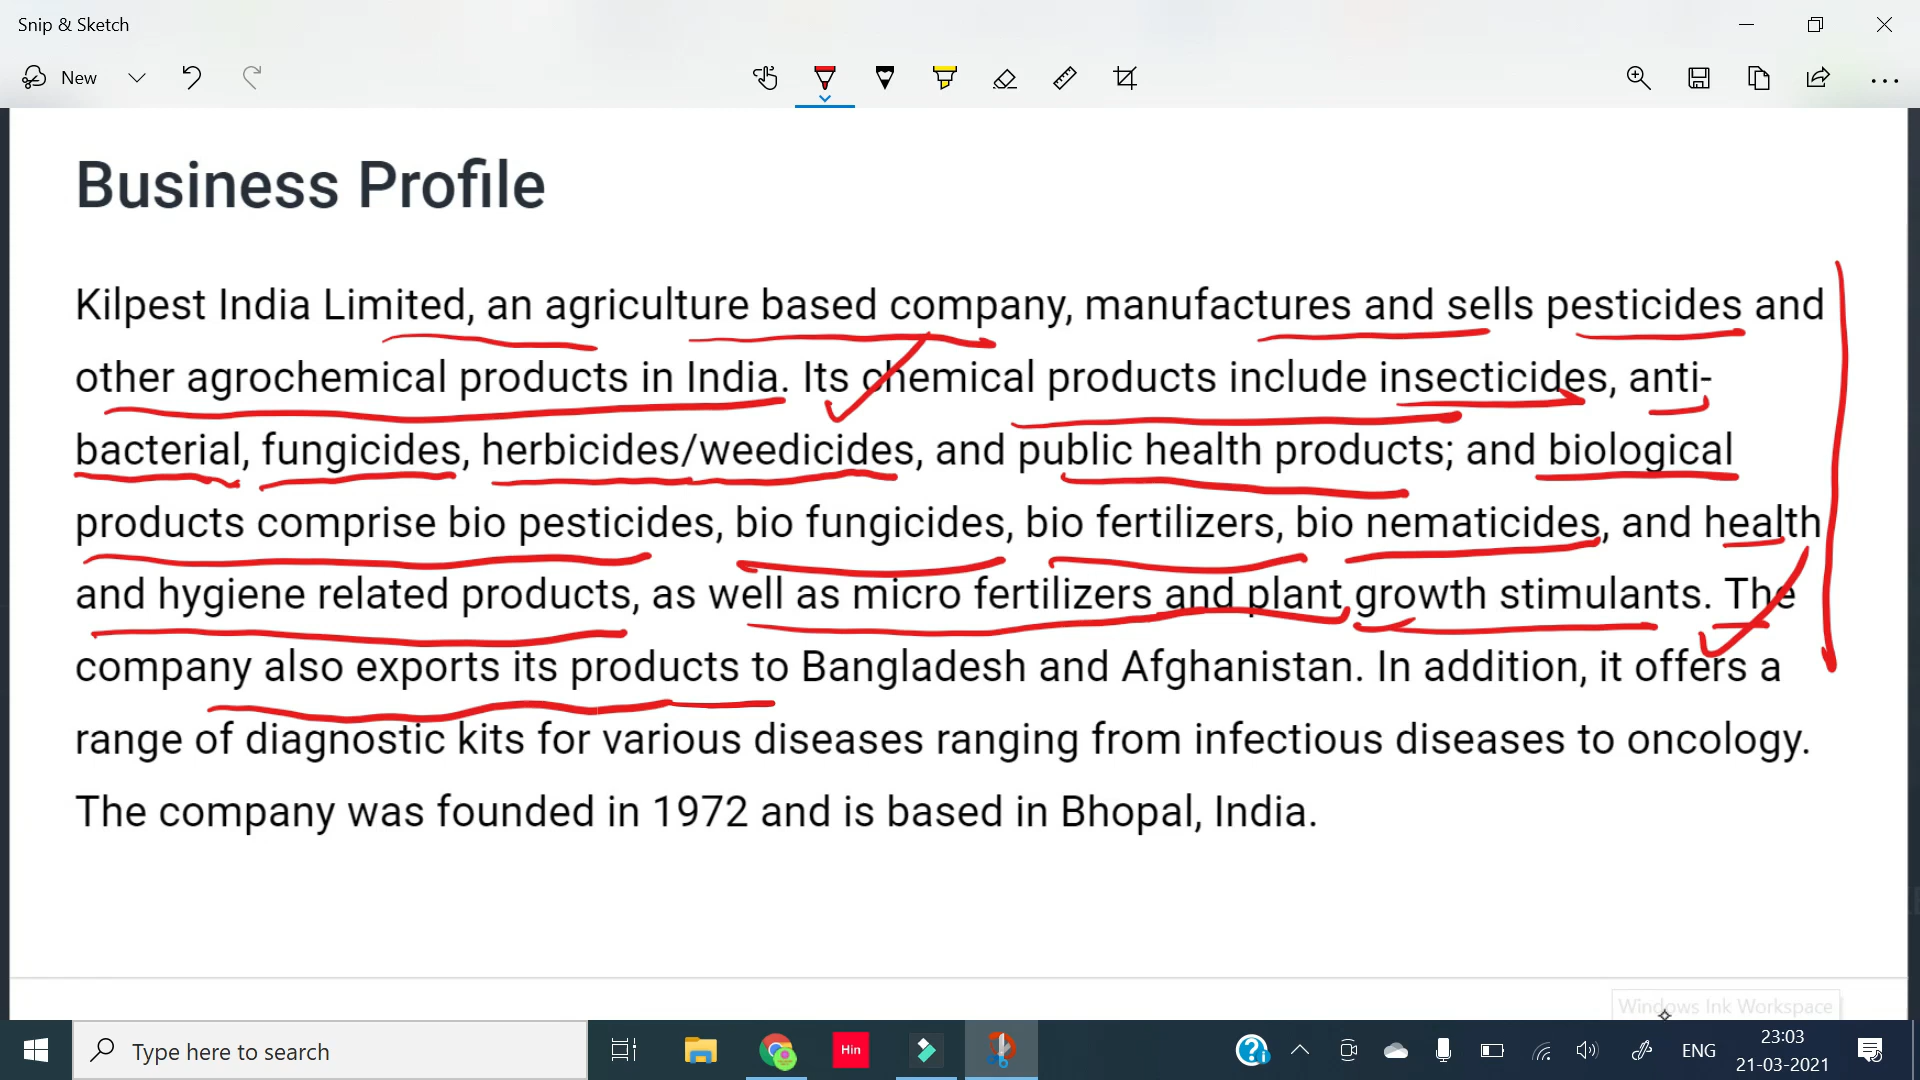 Snip & Sketch
New
Business Profile
Kilpest India Limited, an agriculture based company, manufactures and sells pesticides and
other agrochemical products in India. Its chemical products include insecticides, anti-
bacterial, fungicides, herbicides/weedicides, and public health products; and biological
products comprise bio pesticides, bio fungicides, bio fertilizers, bio nematicides, and health
and hygiene related products, as well as micro fertilizers and plant growth stimulants. The
company also exports its products to Bangladesh and Afghanistan. In addition, it offers a
range of diagnostic kits for various diseases ranging from infectious diseases to oncology.
The company was founded in 1972 and is based in Bhopal, India.
Windows Ink Workspace
Type here to search
Hin
ENG
23:03
21-03-2021